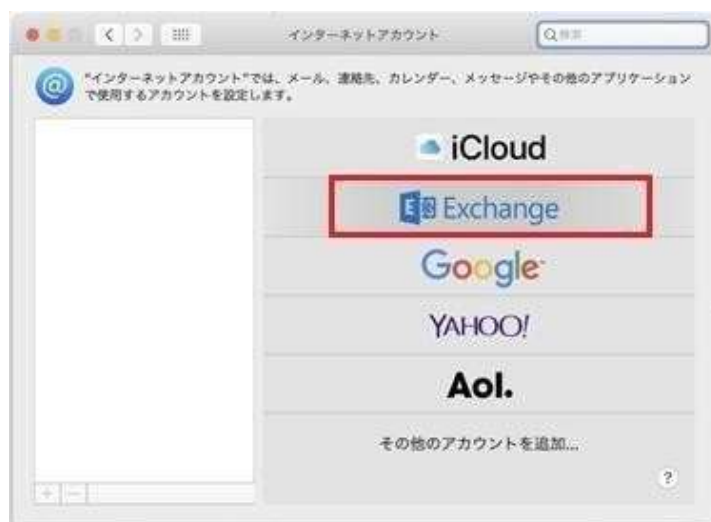 インターネットアカウント
検索
"インターネットアカウント"では、メール、連絡先、カレンダー、メッセージやその他のアプリケーション
で使用するアカウントを設定します。
iCloud
Exchange
Google
YAHOO!
Aol.
その他のアカウントを追加...
?
+ −